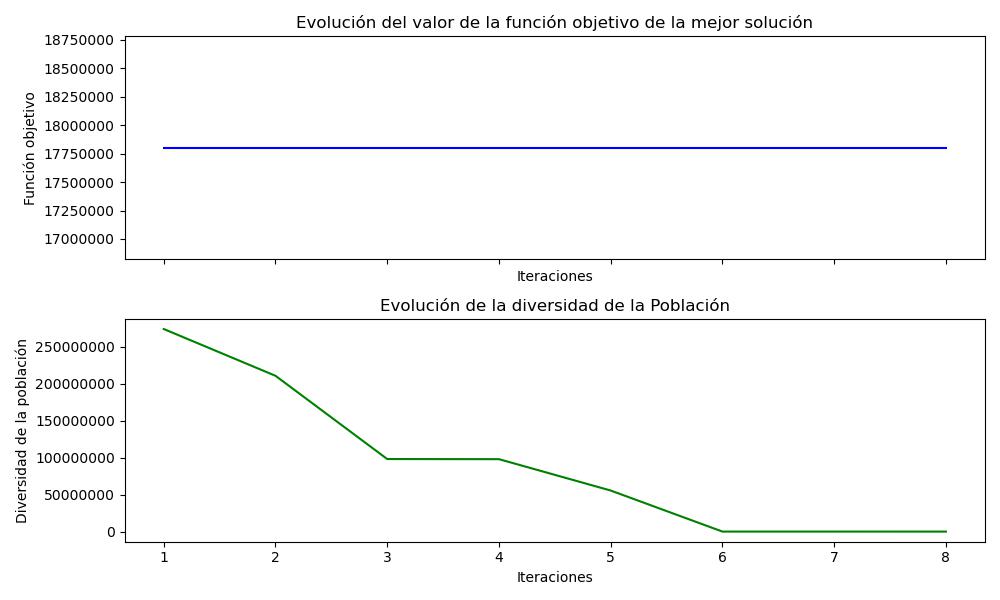 Evolución del valor de la función objetivo de la mejor solución
18750000
18500000
18250000
18000000
17750000
17500000
17250000
17000000
Función objetivo
Iteraciones
Evolución de la diversidad de la Población
250000000
200000000
150000000
100000000
50000000
0
Diversidad de la población
1 2 3 4 5 6 7 8
Iteraciones